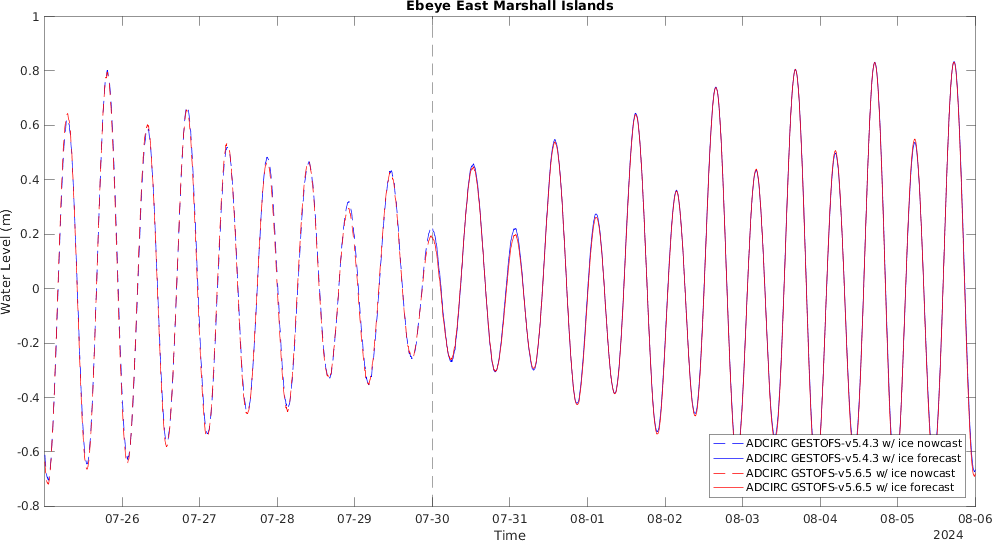 Ebeye East Marshall Islands
1
0.8
0.6
0.4
0.2
0
-0.2
-0.4
-0.6
-0.8
Water Level (m)
ADCIRC GESTOFS-v5.4.3 w/ ice nowcast
ADCIRC GESTOFS-v5.4.3 w/ ice forecast
ADCIRC GSTOFS-v5.6.5 w/ ice nowcast
ADCIRC GSTOFS-v5.6.5 w/ ice forecast
07-26 07-27 07-28 07-29 07-30 07-31 08-01 08-02 08-03 08-04 08-05 08-06
Time
2024